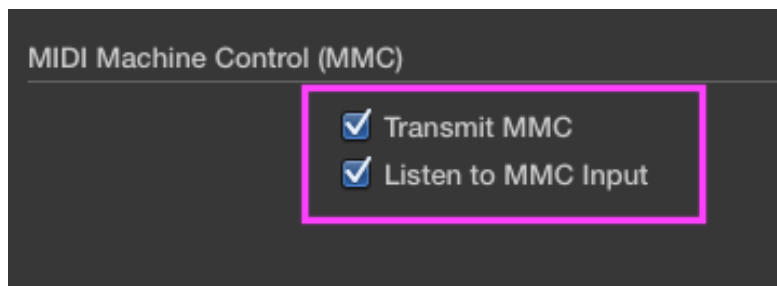 MIDI Machine Control (MMC)
Transmit MMC
Listen to MMC Input